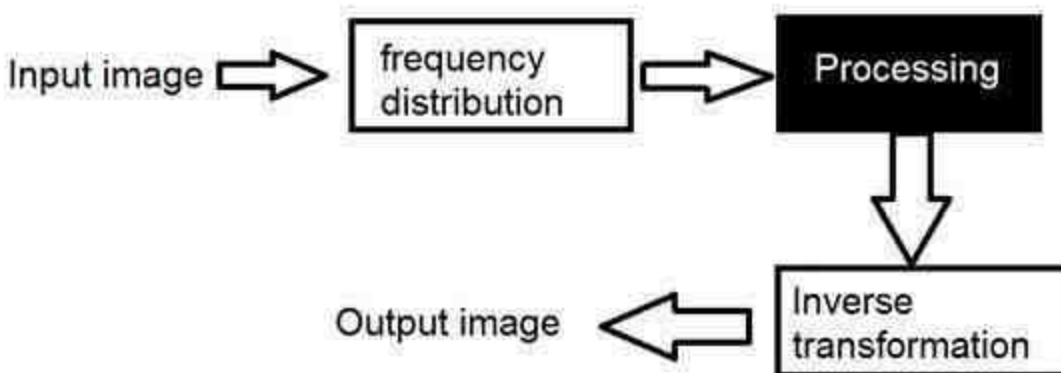 Input image
frequency
distribution
Processing
Inverse
transformation
Output image